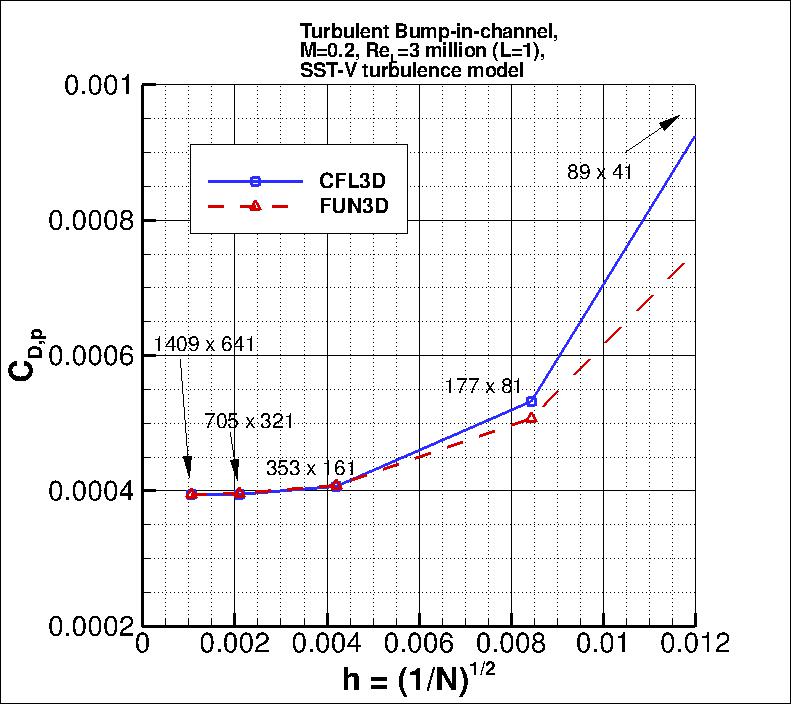 Turbulent Bump-in-channel,
M=0.2, Re_L=3 million (L=1),
SST-V turbulence model
0.001
0.0008
0.0006
0.0004
0.0002
C_D,p
CFL3D
FUN3D
89 x 41
1409 x 641
177 x 81
705 x 321
353 x 161
0 0.002 0.004 0.006 0.008 0.01 0.012
h = (1/N)^1/2